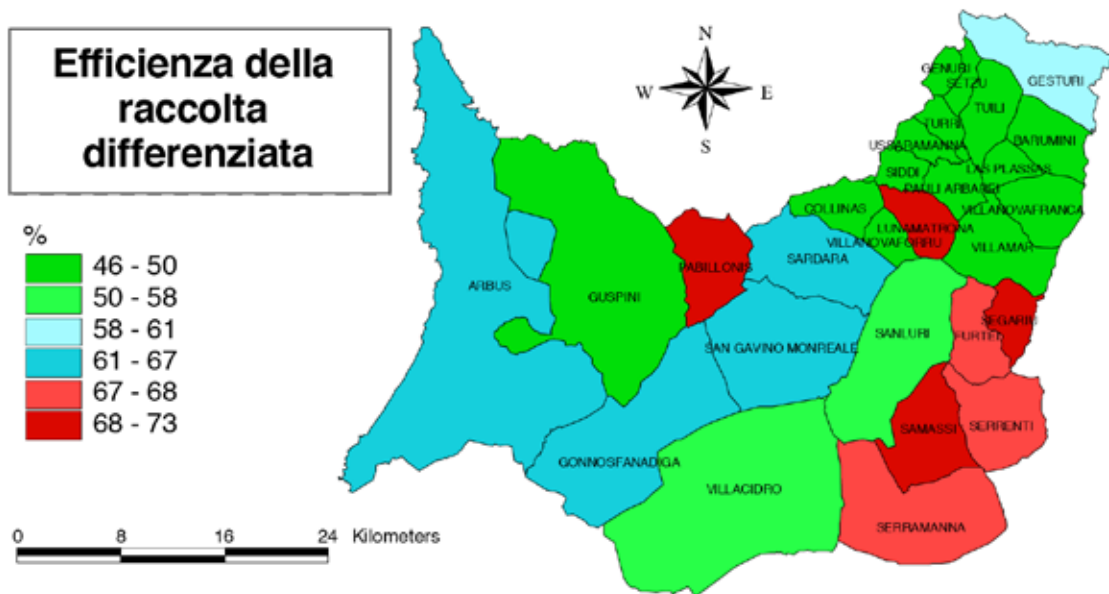 Efficienza della
raccolta
differenziata
%
46 - 50
50 - 58
58 - 61
61 - 67
67 - 68
68 - 73
0 8 16 24 Kilometers
N
W E
S
GENURI
SETZU
GESTURI
TUILI
TURRI
BARUMINI
USSARAMANNA
LAS PLASSAS
SIDDI
PAULI ARBAREI
COLLINAS
VILLANOVAFRANCA
LUNAMATRONA
VILLANOVAFORRU
VILLAMAR
SARDARA
PABILLONIS
ARBUS
GUSPINI
SEGARIU
FURTEI
SANLURI
SAN GAVINO MONREALE
SAMASSI
SERRENTI
GONNOSFANADIGA
VILLACIDRO
SERRAMANNA